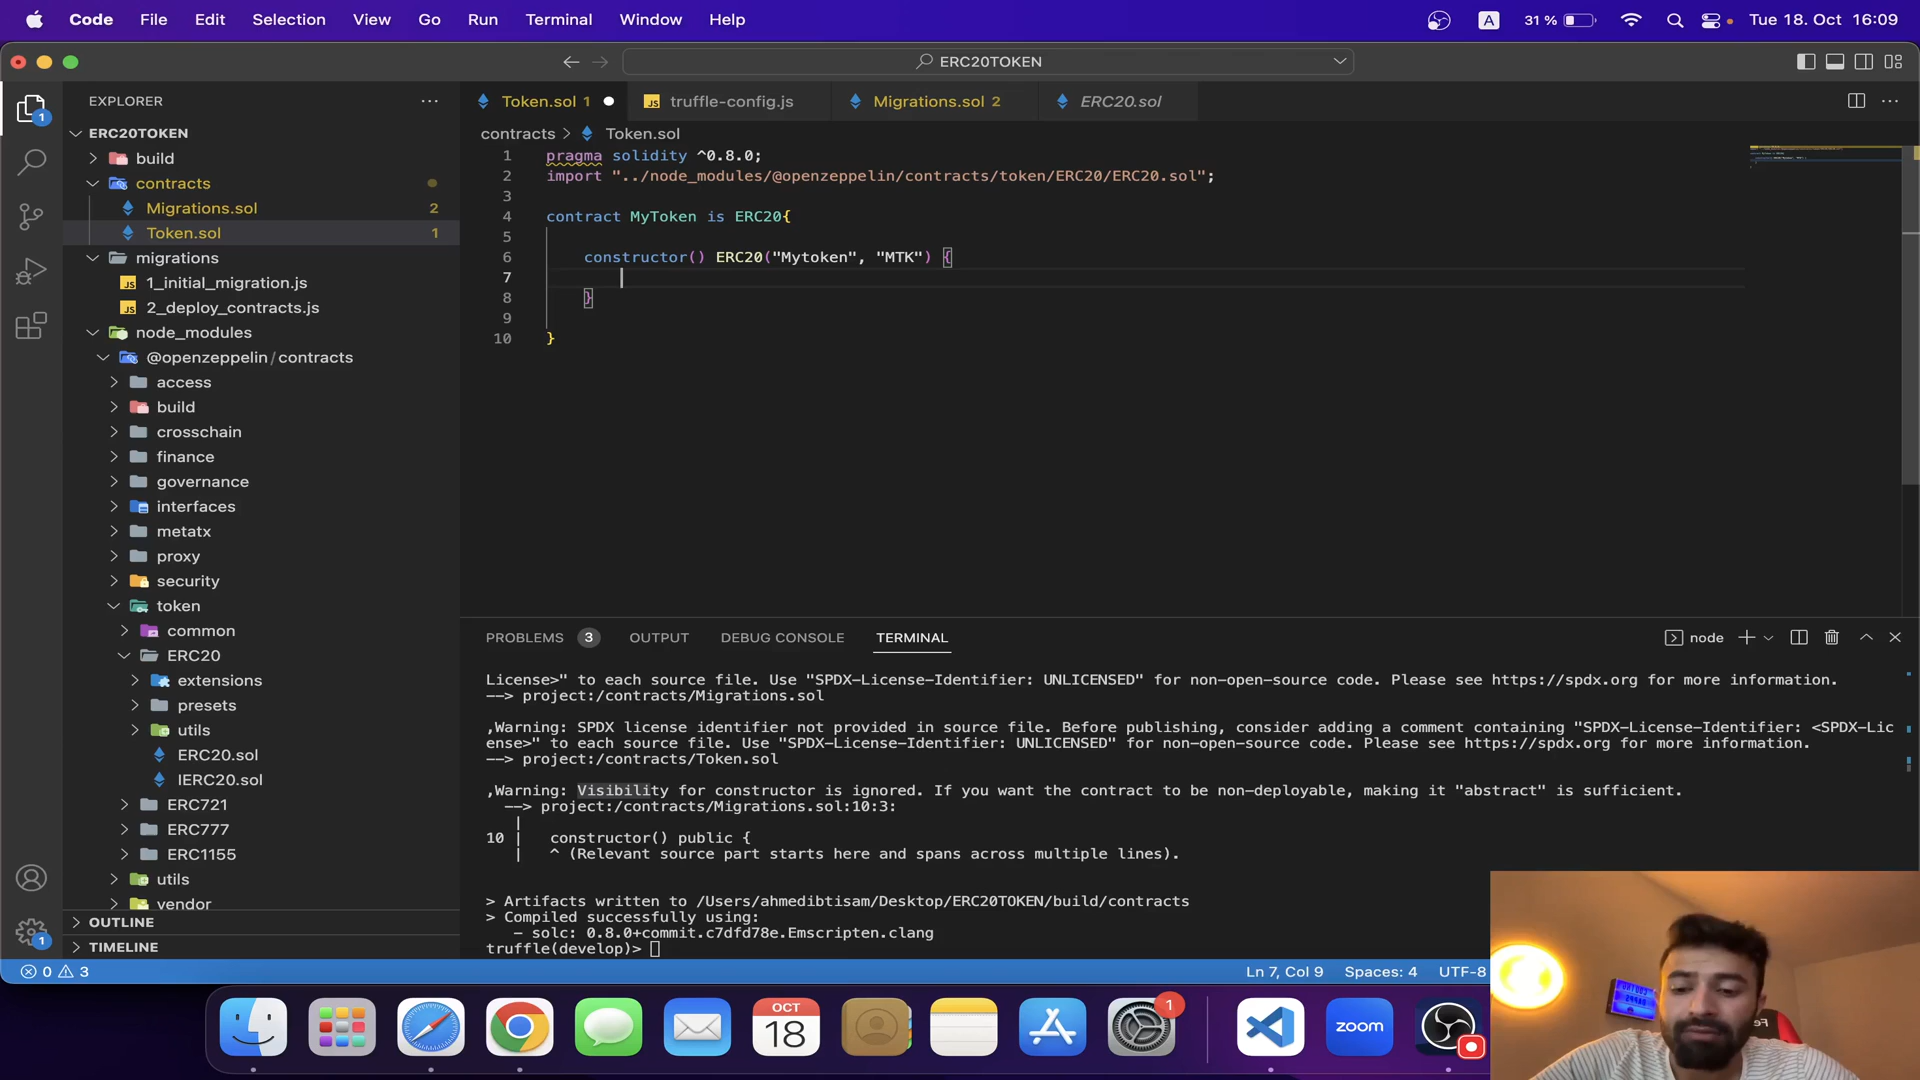 Code File Edit Selection View Go Run Terminal Window Help
A 31 % Tue 18. Oct 16:09
ERC20TOKEN
EXPLORER
ERC20TOKEN
build
contracts
Migrations.sol 2
Token.sol 1
migrations
1_initial_migration.js
2_deploy_contracts.js
node_modules
@openzeppelin/contracts
access
build
crosschain
finance
governance
interfaces
metatx
proxy
security
token
common
ERC20
extensions
presets
utils
ERC20.sol
IERC20.sol
ERC721
ERC777
ERC1155
utils
vendor
OUTLINE
TIMELINE
1
1
Token.sol 1 truffle-config.js Migrations.sol 2 ERC20.sol
contracts > Token.sol
1 pragma solidity ^0.8.0;
2 import "../node_modules/@openzeppelin/contracts/token/ERC20/ERC20.sol";
3
4 contract MyToken is ERC20{
5
6 constructor() ERC20("Mytoken", "MTK") {
7
8 }
9
10 }
PROBLEMS 3 OUTPUT DEBUG CONSOLE TERMINAL node
License>" to each source file. Use "SPDX-License-Identifier: UNLICENSED" for non-open-source code. Please see https://spdx.org for more information.
--> project:/contracts/Migrations.sol
,Warning: SPDX license identifier not provided in source file. Before publishing, consider adding a comment containing "SPDX-License-Identifier: <SPDX-Lic
ense>" to each source file. Use "SPDX-License-Identifier: UNLICENSED" for non-open-source code. Please see https://spdx.org for more information.
--> project:/contracts/Token.sol
,Warning: Visibility for constructor is ignored. If you want the contract to be non-deployable, making it "abstract" is sufficient.
--> project:/contracts/Migrations.sol:10:3:
|
10 | constructor() public {
| ^ (Relevant source part starts here and spans across multiple lines).
> Artifacts written to /Users/ahmedibtisam/Desktop/ERC20TOKEN/build/contracts
> Compiled successfully using:
- solc: 0.8.0+commit.c7dfd78e.Emscripten.clang
truffle(develop)>
0 3 Ln 7, Col 9 Spaces: 4 UTF-8
OCT
18
1
zoom